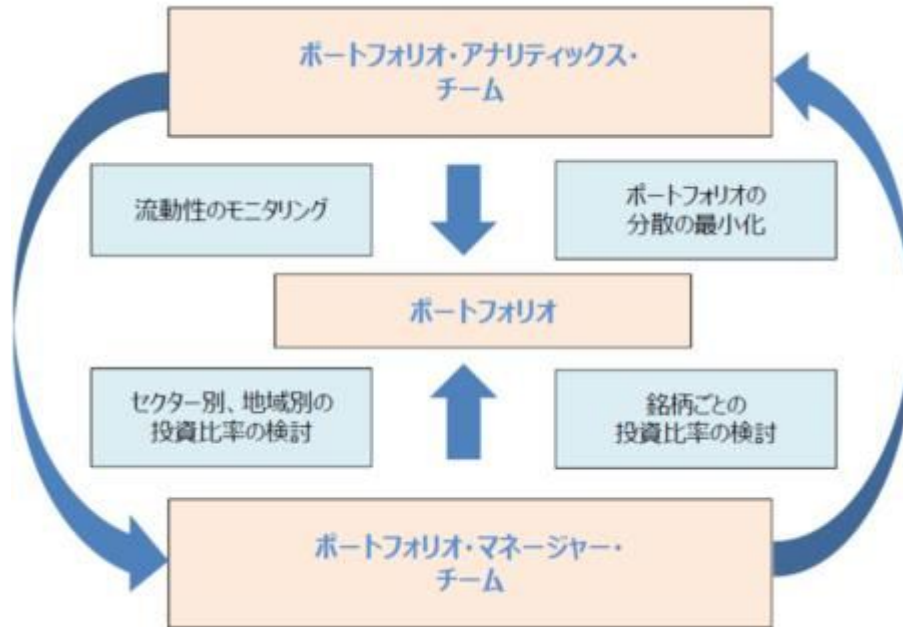 ポートフォリオ・アナリティックス・
チーム
流動性のモニタリング
ポートフォリオの
分散の最小化
ポートフォリオ
セクター別、地域別の
投資比率の検討
銘柄ごとの
投資比率の検討
ポートフォリオ・マネージャー・
チーム